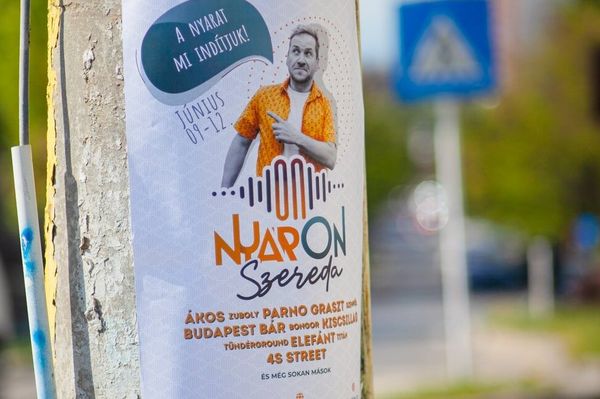 A NYARAT
MI INDÍTJUK!
JÚNIUS
09-12
NYÁRON
Szereda
ÁKOS ZUBOLY PARNO GRASZT
BUDAPEST BÁR BONGOR KISCSILLAG
TÜNDÉRGROUND ELEFÁNT TITÁN
4S STREET
ÉS MÉG SOKAN MÁSOK